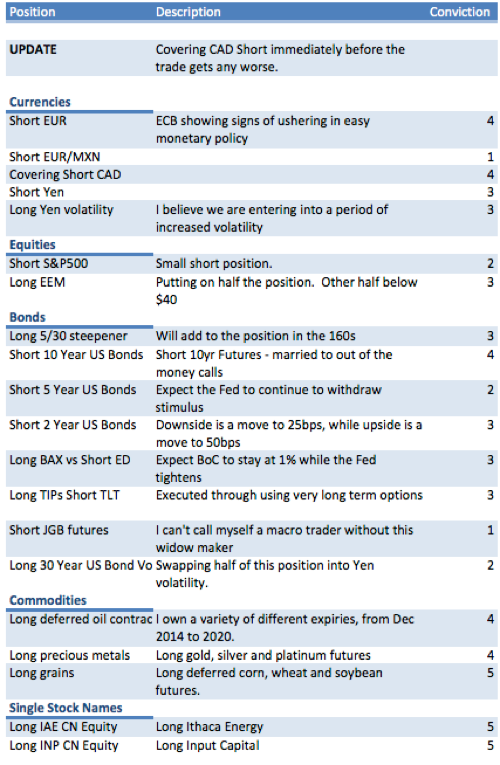 Position Description Conviction
UPDATE Covering CAD Short immediately before the
trade gets any worse.
Currencies
Short EUR ECB showing signs of ushering in easy 4
monetary policy
Short EUR/MXN 1
Covering Short CAD 4
Short Yen 3
Long Yen volatility I believe we are entering into a period of 3
increased volatility
Equities
Short S&P500 Small short position. 2
Long EEM Putting on half the position. Other half below 3
$40
Bonds
Long 5/30 steepener Will add to the position in the 160s 3
Short 10 Year US Bonds Short 10yr Futures - married to out of the 4
money calls
Short 5 Year US Bonds Expect the Fed to continue to withdraw 2
stimulus
Short 2 Year US Bonds Downside is a move to 25bps, while upside is a 3
move to 50bps
Long BAX vs Short ED Expect BoC to stay at 1% while the Fed 3
tightens
Long TIPs Short TLT Executed through using very long term options 3
Short JGB futures I can't call myself a macro trader without this 1
widow maker
Long 30 Year US Bond Vo Swapping half of this position into Yen 2
volatility.
Commodities
Long deferred oil contrac I own a variety of different expiries, from Dec 4
2014 to 2020.
Long precious metals Long gold, silver and platinum futures 4
Long grains Long deferred corn, wheat and soybean 5
futures.
Single Stock Names
Long IAE CN Equity Long Ithaca Energy 5
Long INP CN Equity Long Input Capital 5